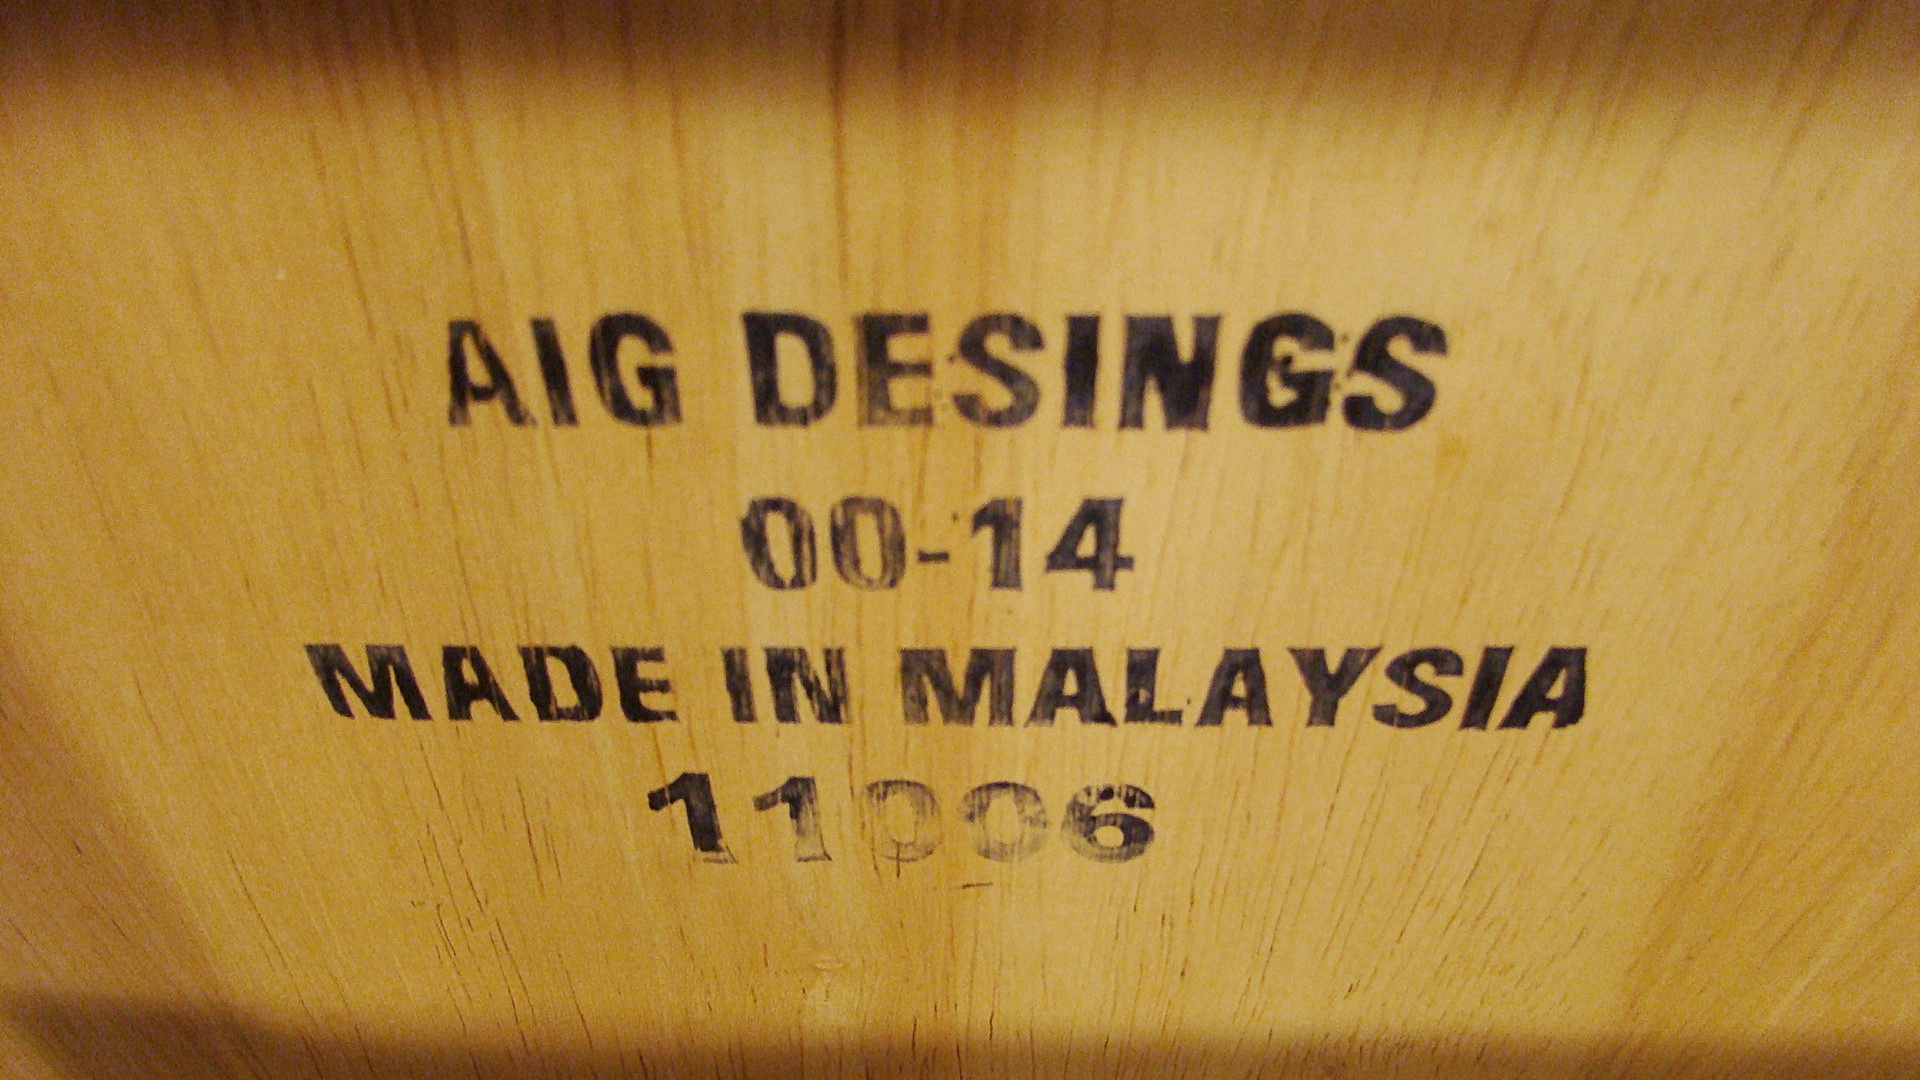 AIG DESINGS
00-14
MADE IN MALAYSIA
11006